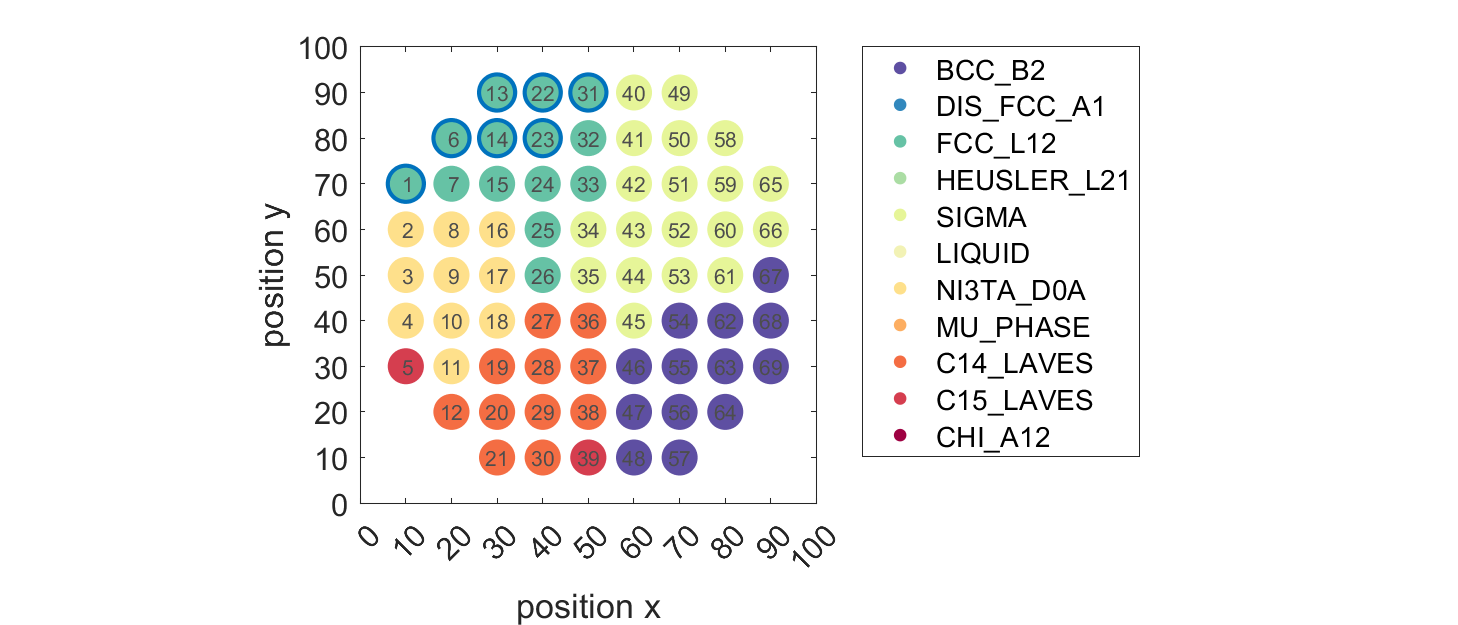 100
90
80
70
60
50
40
30
20
10
0
position y
13 22 31 40 49
6 14 23 32 41 50 58
1 7 15 24 33 42 51 59 65
2 8 16 25 34 43 52 60 66
3 9 17 26 35 44 53 61 67
4 10 18 27 36 45 54 62 68
5 11 19 28 37 46 55 63 69
12 20 29 38 47 56 64
21 30 39 48 57
0 10 20 30 40 50 60 70 80 90 100
position x
BCC_B2
DIS_FCC_A1
FCC_L12
HEUSLER_L21
SIGMA
LIQUID
NI3TA_D0A
MU_PHASE
C14_LAVES
C15_LAVES
CHI_A12